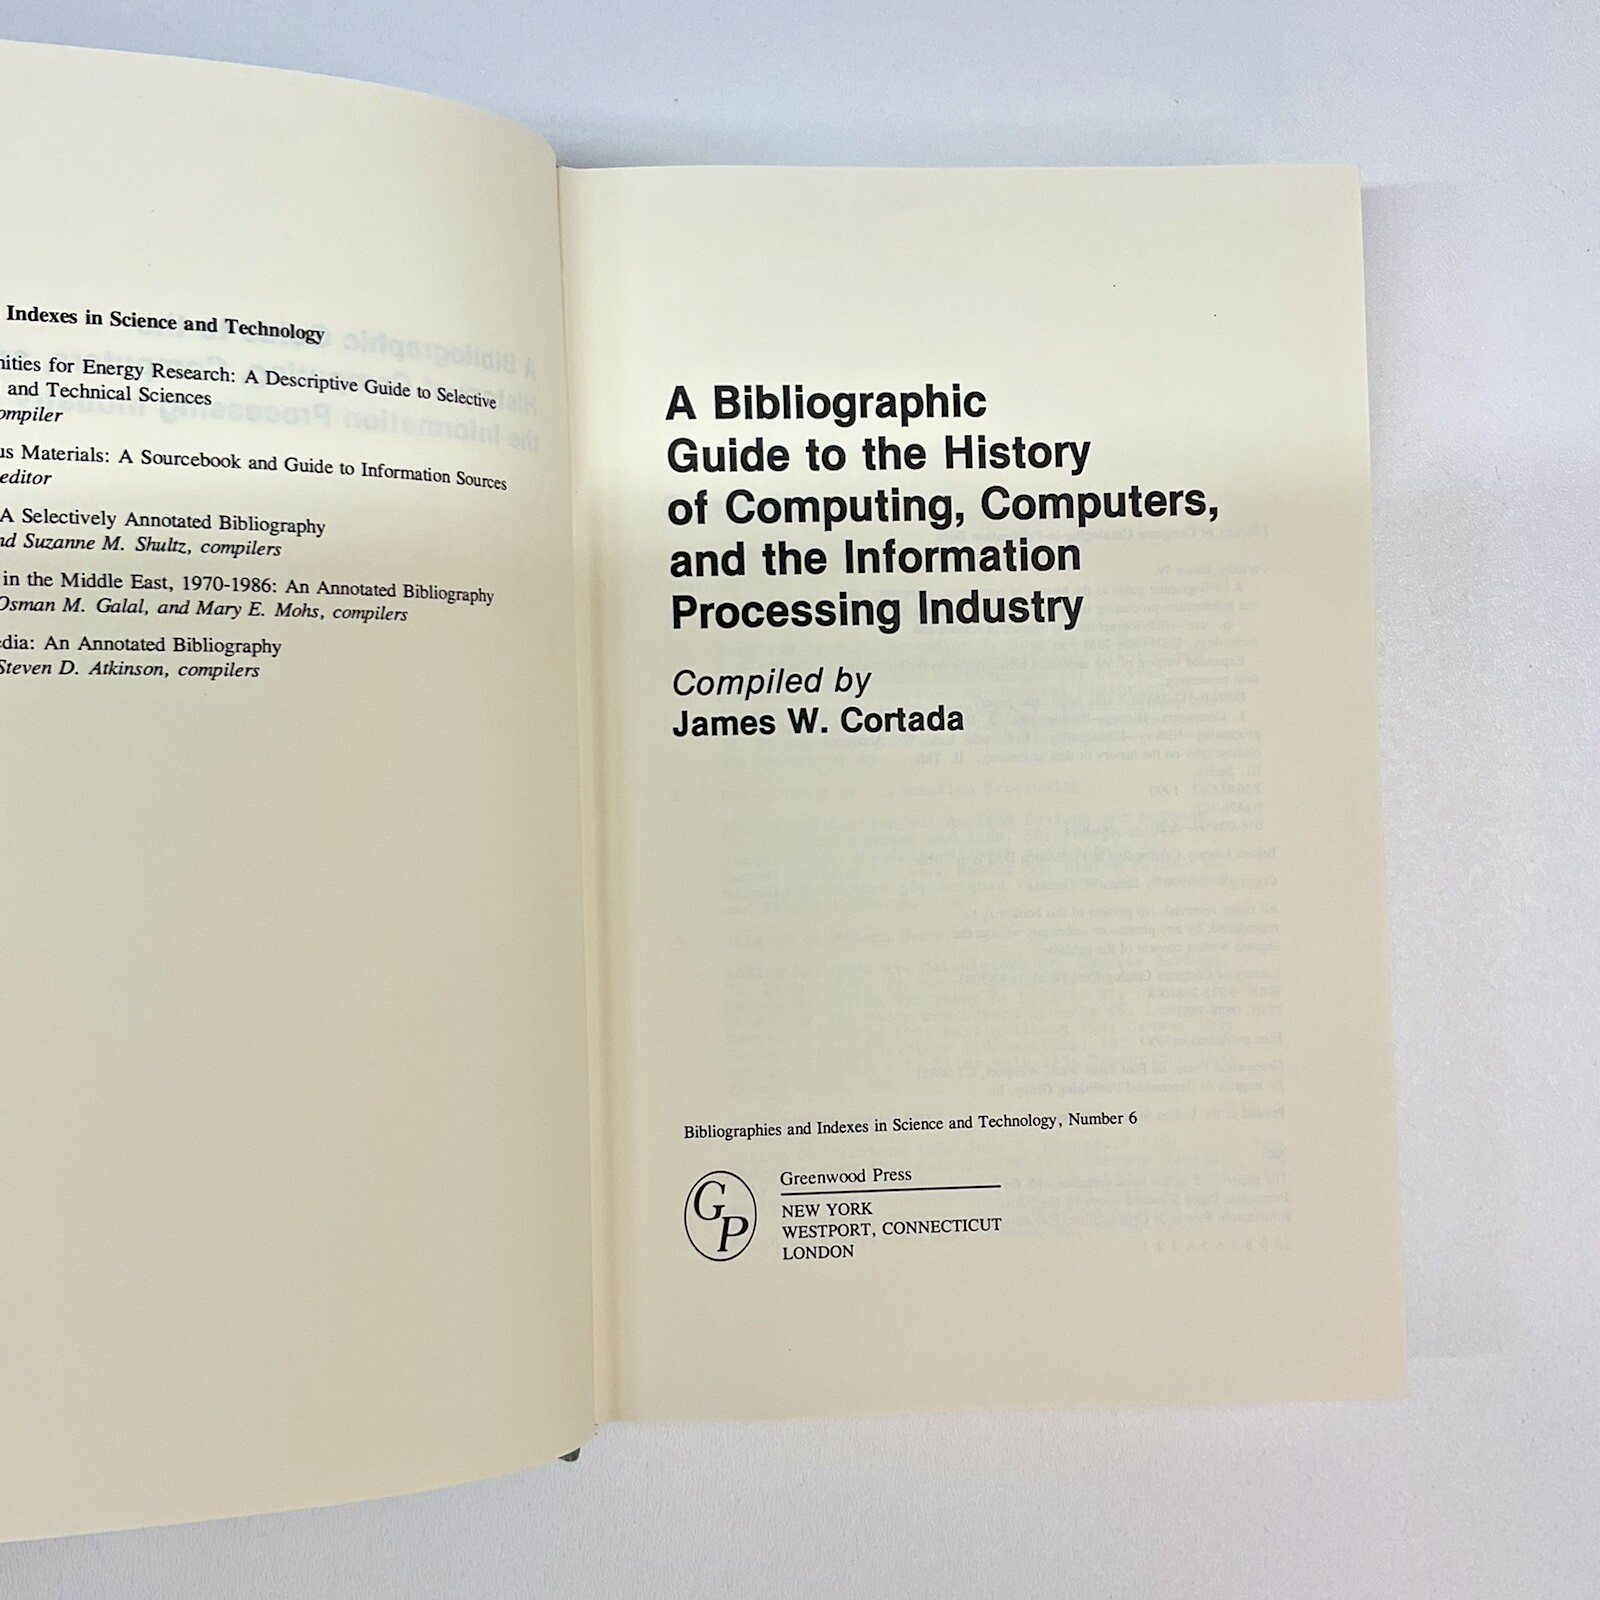 Indexes in Science and Technology
nities for Energy Research: A Descriptive Guide to Selective
and Technical Sciences
ompiler
us Materials: A Sourcebook and Guide to Information Sources
editor
A Selectively Annotated Bibliography
nd Suzanne M. Shultz, compilers
in the Middle East, 1970-1986: An Annotated Bibliography
Osman M. Galal, and Mary E. Mohs, compilers
edia: An Annotated Bibliography
Steven D. Atkinson, compilers
A Bibliographic
Guide to the History
of Computing, Computers,
and the Information
Processing Industry
Compiled by
James W. Cortada
Bibliographies and Indexes in Science and Technology, Number 6
GP
Greenwood Press
NEW YORK
WESTPORT, CONNECTICUT
LONDON